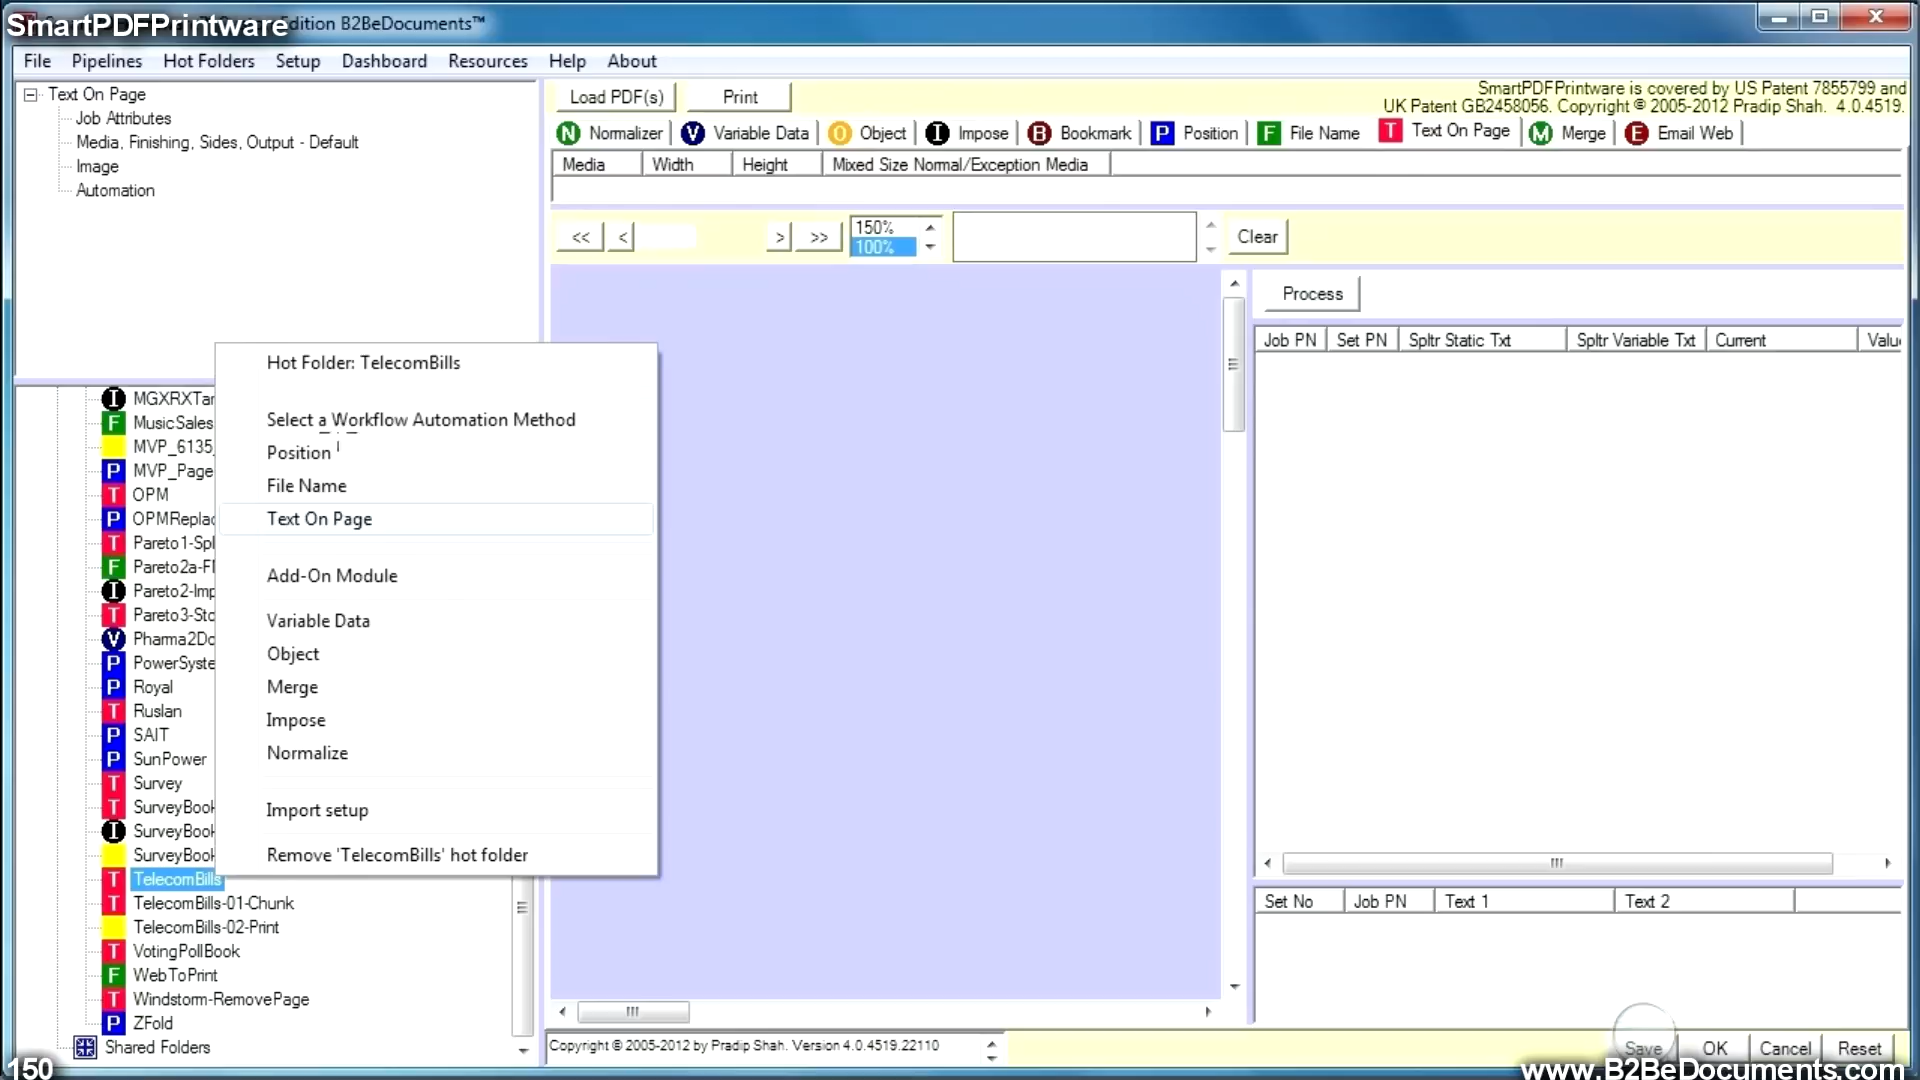 SmartPDFPrintware
Edition B2BeDocuments™
File Pipelines Hot Folders Setup Dashboard Resources Help About
Text On Page
Job Attributes
Media, Finishing, Sides, Output - Default
Image
Automation
Load PDF(s) Print
SmartPDFPrintware is covered by US Patent 7855799 and
UK Patent GB2458056. Copyright © 2005-2012 Pradip Shah. 4.0.4519.
N Normalizer V Variable Data O Object I Impose B Bookmark P Position F File Name T Text On Page M Merge E Email Web
Media Width Height Mixed Size Normal/Exception Media
<< < > >> 150% Clear
100%
Process
Job PN Set PN Spltr Static Txt Spltr Variable Txt Current Valu
Hot Folder: TelecomBills
Select a Workflow Automation Method
Position
File Name
Text On Page
Add-On Module
Variable Data
Object
Merge
Impose
Normalize
Import setup
Remove 'TelecomBills' hot folder
I MGXRXTar
F MusicSales
MVP_6135_
P MVP_Page
T OPM
P OPMReplac
T Pareto1-Spl
F Pareto2a-F
I Pareto2-Imp
T Pareto3-Sto
V Pharma2Do
P PowerSyste
P Royal
T Ruslan
P SAIT
P SunPower
T Survey
T SurveyBook
I SurveyBook
SurveyBook
T TelecomBills
T TelecomBills-01-Chunk
TelecomBills-02-Print
T VotingPollBook
F WebToPrint
T Windstorm-RemovePage
P ZFold
Shared Folders
Set No Job PN Text 1 Text 2
Copyright © 2005-2012 by Pradip Shah. Version 4.0.4519.22110
Save OK Cancel Reset
150
www.B2BeDocuments.com